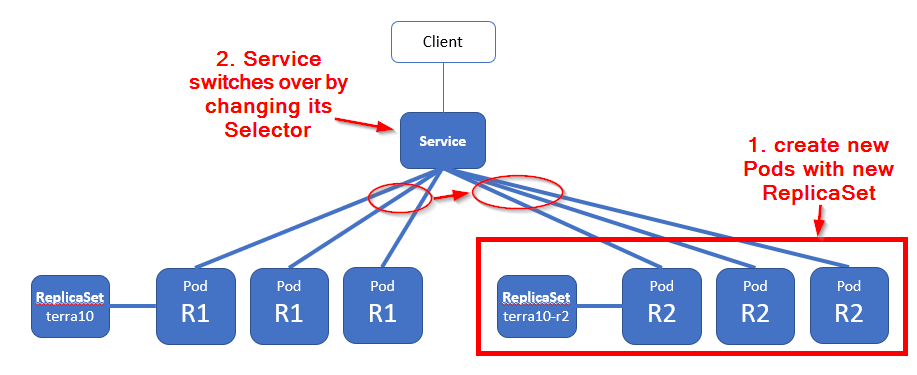 Client
2. Service
switches over by
changing its
Selector
Service
1. create new
Pods with new
ReplicaSet
ReplicaSet
terra10
Pod
R1
Pod
R1
Pod
R1
ReplicaSet
terra10-r2
Pod
R2
Pod
R2
Pod
R2